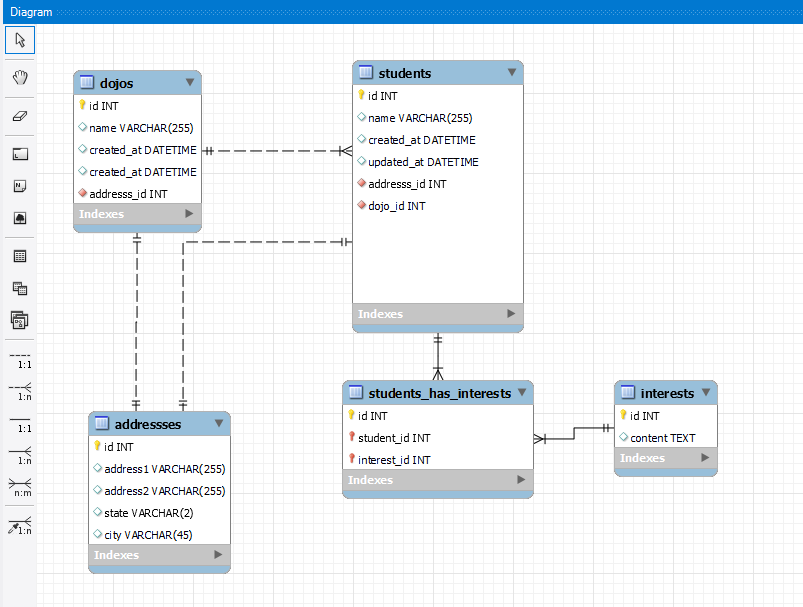 Diagram
dojos
id INT
name VARCHAR(255)
created_at DATETIME
created_at DATETIME
addresss_id INT
Indexes
students
id INT
name VARCHAR(255)
created_at DATETIME
updated_at DATETIME
addresss_id INT
dojo_id INT
Indexes
addressses
id INT
address1 VARCHAR(255)
address2 VARCHAR(255)
state VARCHAR(2)
city VARCHAR(45)
Indexes
students_has_interests
id INT
student_id INT
interest_id INT
Indexes
interests
id INT
content TEXT
Indexes
1:1
1:n
1:1
1:n
n:m
1:n